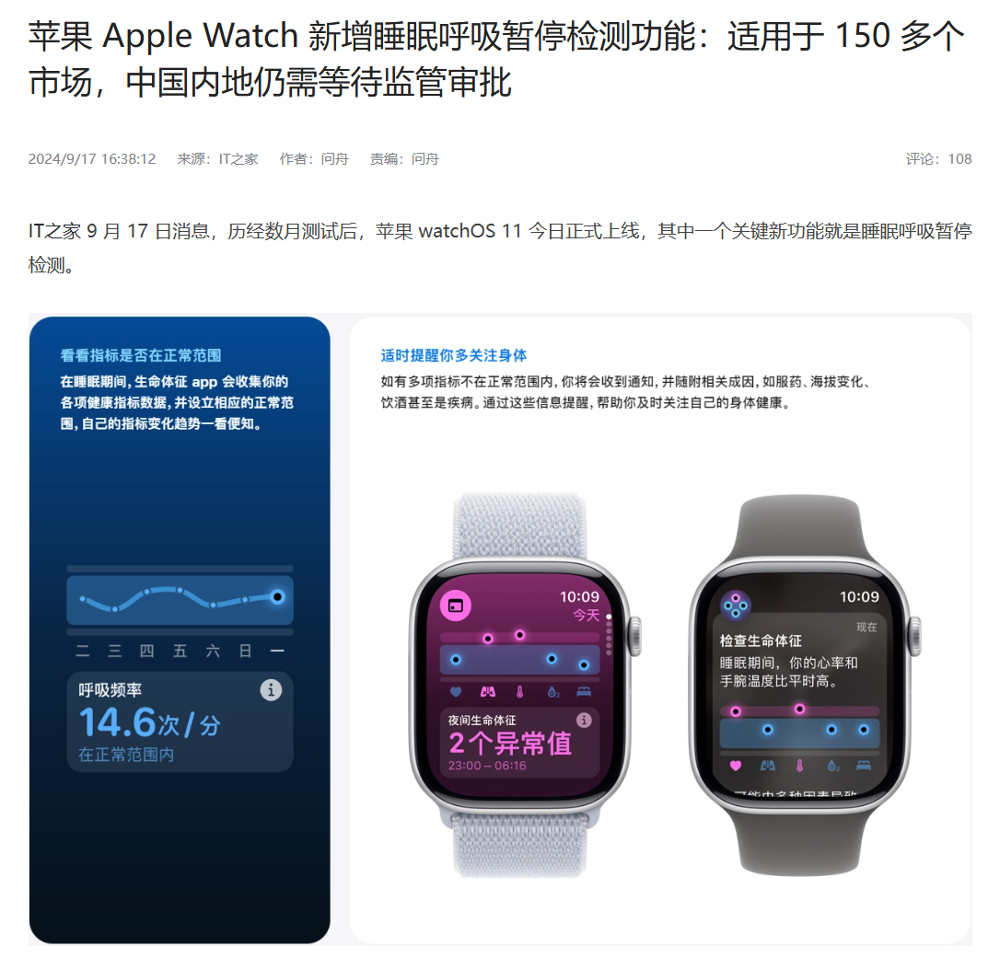 苹果 Apple Watch 新增睡眠呼吸暂停检测功能：适用于 150 多个
市场，中国内地仍需等待监管审批
2024/9/17 16:38:12 来源：IT之家 作者：问舟 责编：问舟 评论：108
IT之家 9 月 17 日消息，历经数月测试后，苹果 watchOS 11 今日正式上线，其中一个关键新功能就是睡眠呼吸暂停
检测。
看看指标是否在正常范围
在睡眠期间，生命体征 app 会收集你的
各项健康指标数据，并设立相应的正常范
围，自己的指标变化趋势一看便知。
二 三 四 五 六 日 一
呼吸频率
14.6次/分
在正常范围内
适时提醒你多关注身体
如有多项指标不在正常范围内，你将会收到通知，并随附相关成因，如服药、海拔变化、
饮酒甚至是疾病。通过这些信息提醒，帮助你及时关注自己的身体健康。
10:09
今天
夜间生命体征
2个异常值
23:00 – 06:16
10:09
现在
检查生命体征
睡眠期间，你的心率和
手腕温度比平时高。
可能由多种因素导致